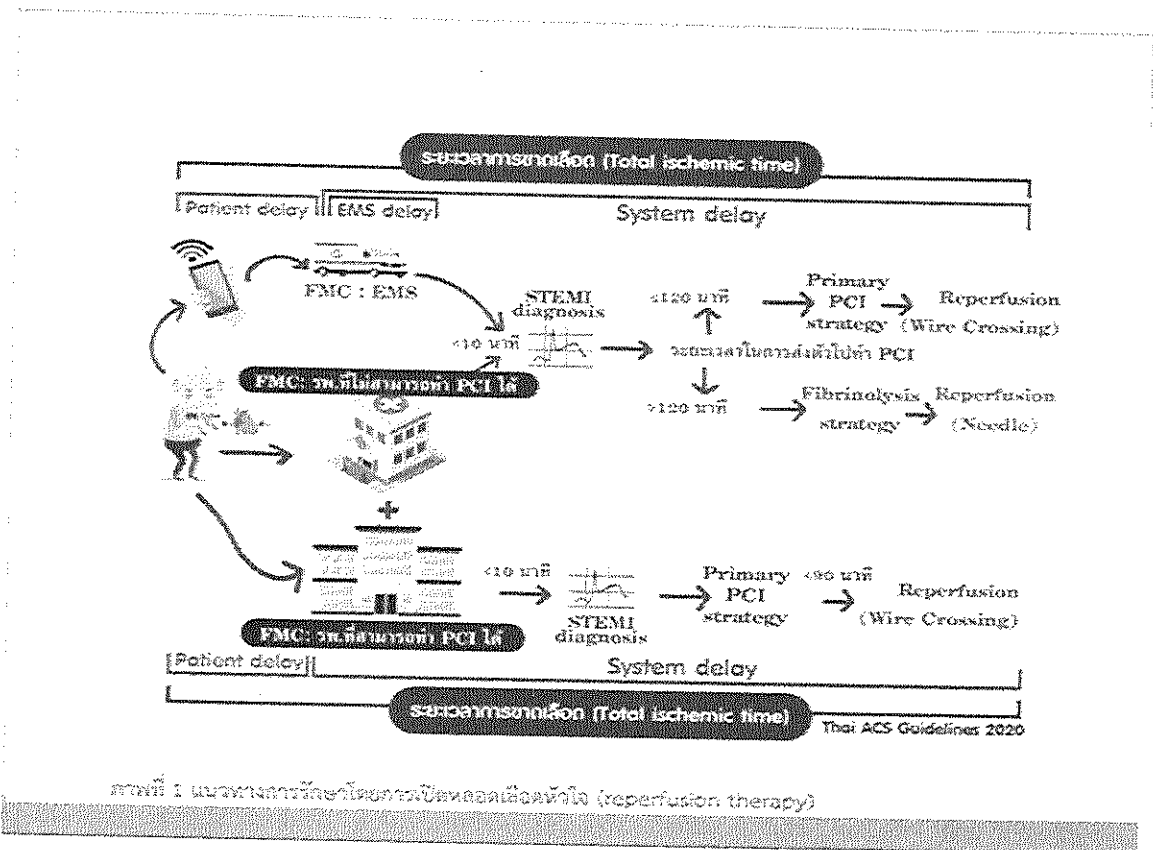 ระยะเวลาการขาดเลือด (Total ischemic time)
Patient delay
EMS delay
System delay
FMC : EMS
<10 นาที
STEMI
diagnosis
<120 นาที
Primary
PCI
strategy
Reperfusion
(Wire Crossing)
ระยะเวลาในการส่งตัวไปทำ PCI
FMC: รพ.ที่ไม่สามารถทำ PCI ได้
>120 นาที
Fibrinolysis
strategy
Reperfusion
(Needle)
<10 นาที
STEMI
diagnosis
Primary
PCI
strategy
<90 นาที
Reperfusion
(Wire Crossing)
FMC: รพ.ที่สามารถทำ PCI ได้
Patient delay
System delay
ระยะเวลาการขาดเลือด (Total ischemic time)
Thai ACS Guidelines 2020
ภาพที่ 1 แนวทางการรักษาโดยการเปิดหลอดเลือดหัวใจ (reperfusion therapy)